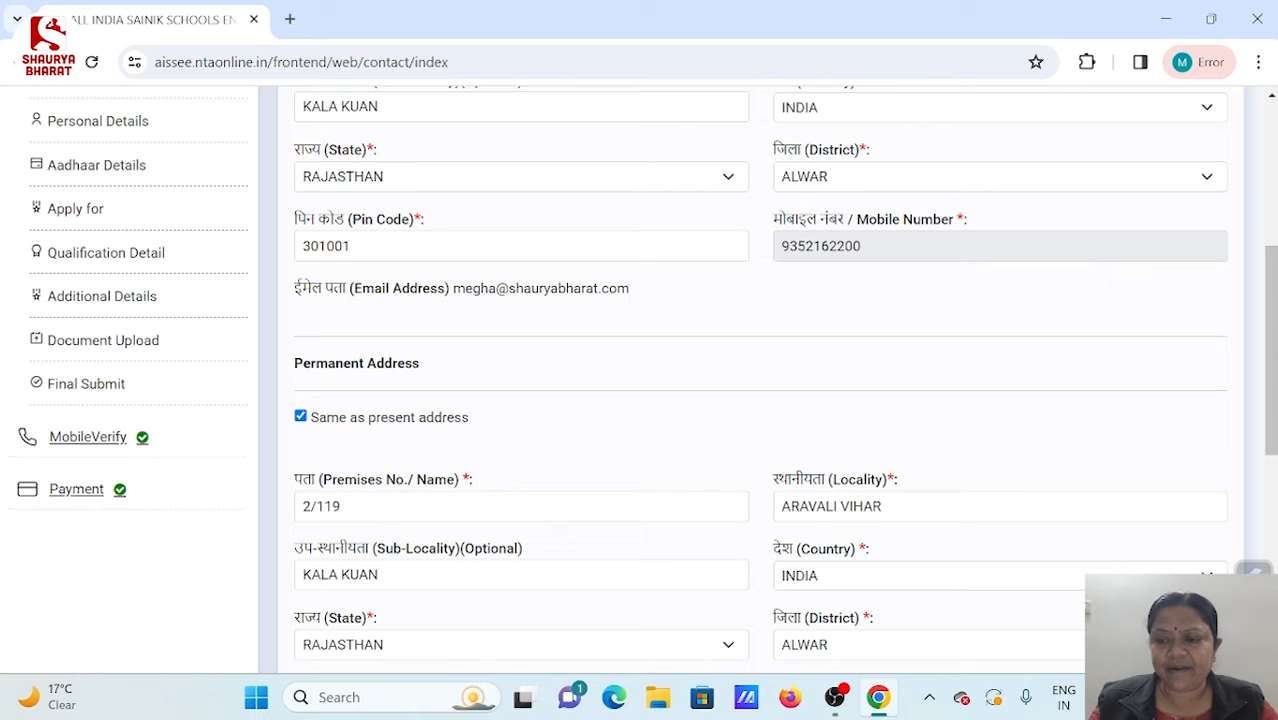 ALL INDIA SAINIK SCHOOLS EN
SHAURYA
BHARAT
aissee.ntaonline.in/frontend/web/contact/index
M Error
Personal Details
Aadhaar Details
Apply for
Qualification Detail
Additional Details
Document Upload
Final Submit
MobileVerify
Payment
KALA KUAN
INDIA
राज्य (State)*:
जिला (District)*:
RAJASTHAN
ALWAR
पिन कोड (Pin Code)*:
मोबाइल नंबर / Mobile Number *:
301001
9352162200
ईमेल पता (Email Address) megha@shauryabharat.com
Permanent Address
Same as present address
पता (Premises No./ Name) *:
स्थानीयता (Locality)*:
2/119
ARAVALI VIHAR
उप-स्थानीयता (Sub-Locality)(Optional)
देश (Country) *:
KALA KUAN
INDIA
राज्य (State)*:
जिला (District) *:
RAJASTHAN
ALWAR
17°C
Clear
Search
1
ENG
IN